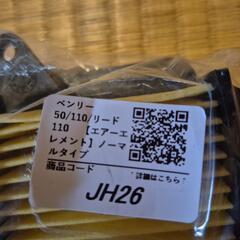 ベンリー
50/110/リード
110 【エアーエ
レメント】ノーマ
ルタイプ
商品コード
詳細はこちら
JH26